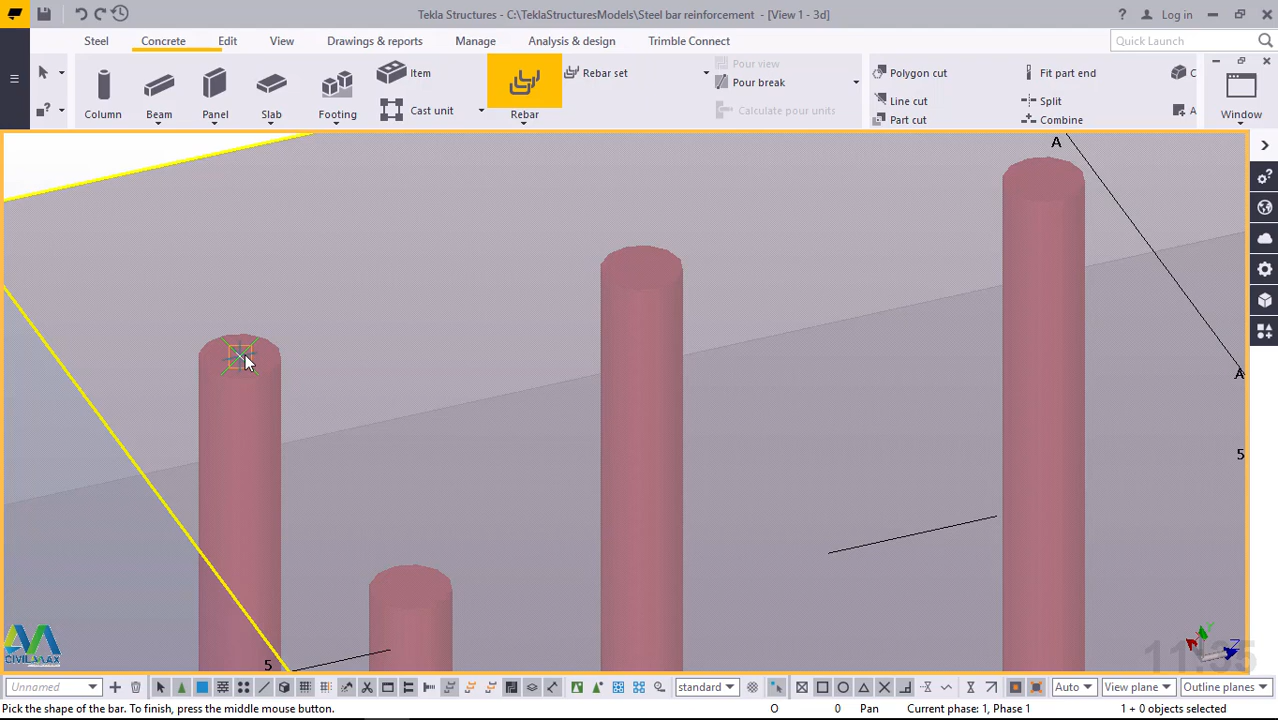 Tekla Structures - C:\TeklaStructuresModels\Steel bar reinforcement - [View 1 - 3d]
? Log in
Steel Concrete Edit View Drawings & reports Manage Analysis & design Trimble Connect Quick Launch
Column Beam Panel Slab Footing Item Cast unit Rebar Rebar set
Pour view
Pour break
Calculate pour units
Polygon cut
Line cut
Part cut
Fit part end
Split
Combine
C
A
Window
A
A
5
5
CIVILMAX
Unnamed standard Auto View plane Outline planes
Pick the shape of the bar. To finish, press the middle mouse button. O 0 Pan Current phase: 1, Phase 1 1 + 0 objects selected